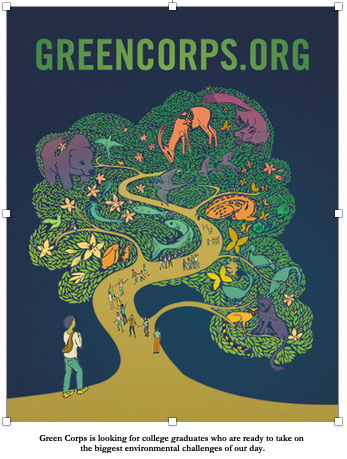 GREENCORPS.ORG
Green Corps is looking for college graduates who are ready to take on
the biggest environmental challenges of our day.